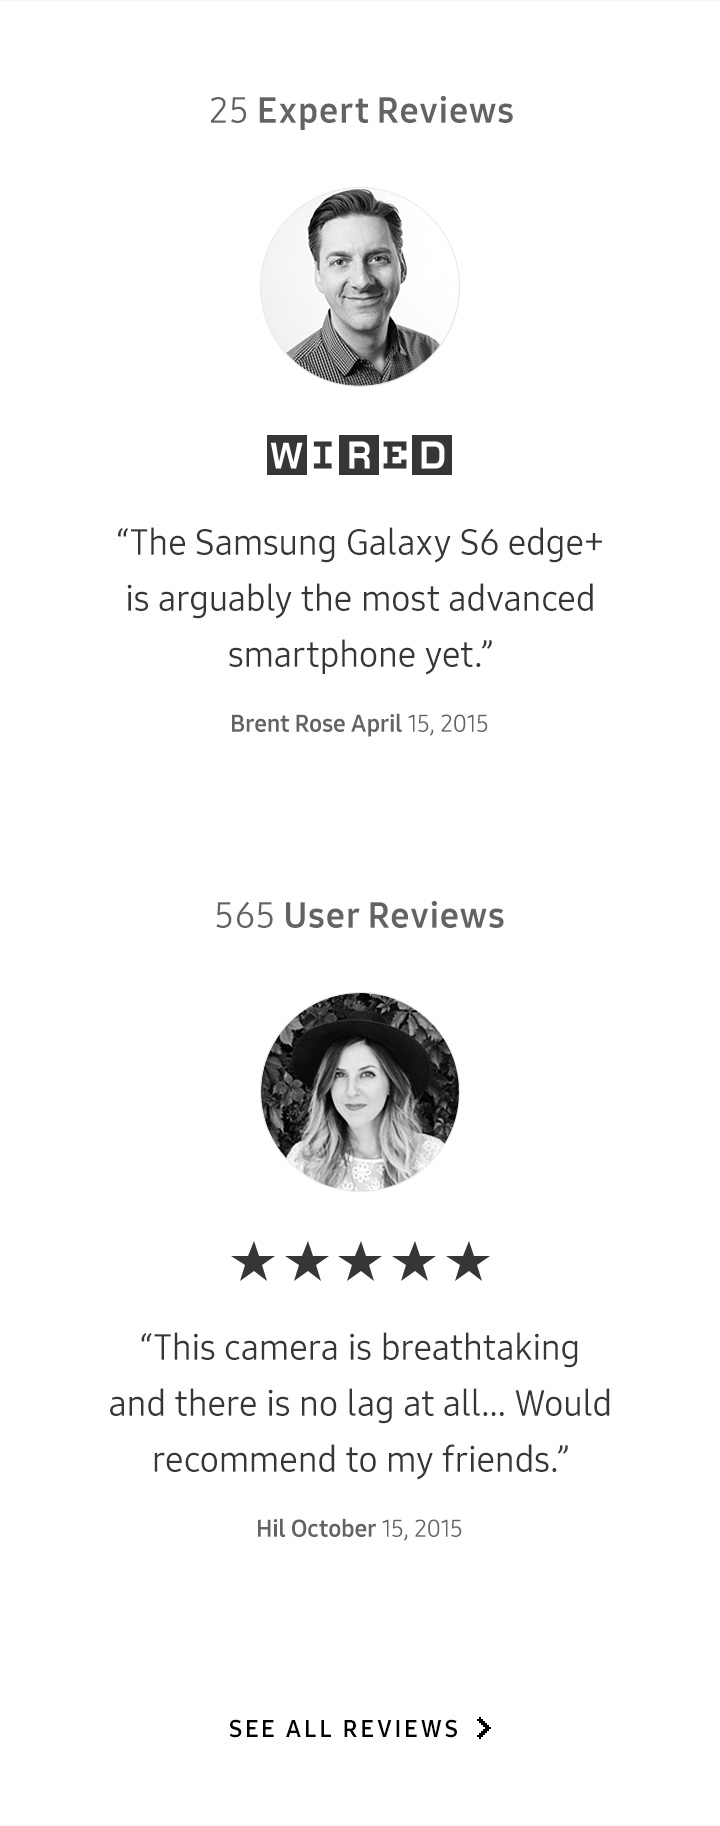 25 Expert Reviews
WIRED
“The Samsung Galaxy S6 edge+
is arguably the most advanced
smartphone yet.”
Brent Rose April 15, 2015
565 User Reviews
“This camera is breathtaking
and there is no lag at all... Would
recommend to my friends.”
Hil October 15, 2015
SEE ALL REVIEWS